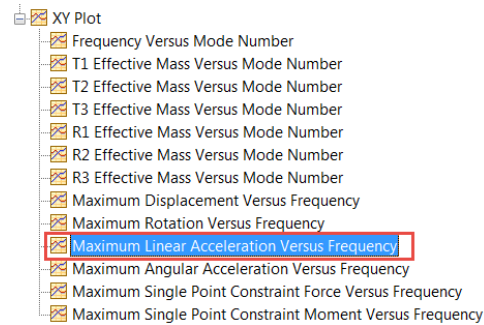 XY Plot
Frequency Versus Mode Number
T1 Effective Mass Versus Mode Number
T2 Effective Mass Versus Mode Number
T3 Effective Mass Versus Mode Number
R1 Effective Mass Versus Mode Number
R2 Effective Mass Versus Mode Number
R3 Effective Mass Versus Mode Number
Maximum Displacement Versus Frequency
Maximum Rotation Versus Frequency
Maximum Linear Acceleration Versus Frequency
Maximum Angular Acceleration Versus Frequency
Maximum Single Point Constraint Force Versus Frequency
Maximum Single Point Constraint Moment Versus Frequency